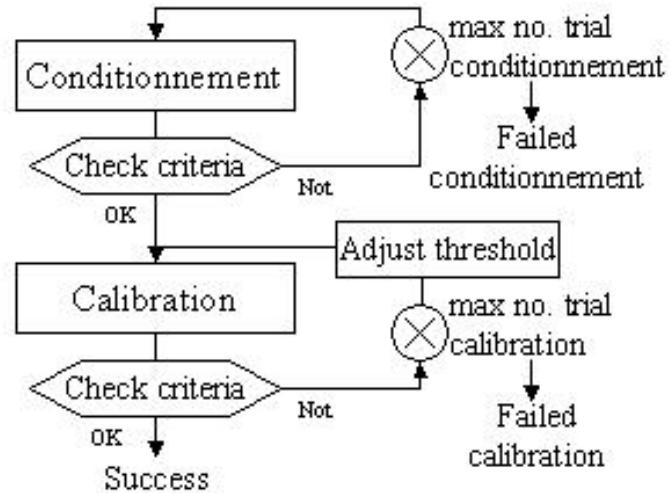 max no. trial
Conditionnement
conditionnement
Check criteria
Not
Failed
conditionnement
OK
Adjust threshold
Calibration
max no. trial
calibration
Check criteria
Not
Failed
calibration
OK
Success